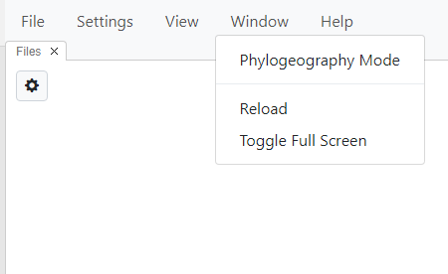 File Settings View Window Help
Files ×
Phylogeography Mode
Reload
Toggle Full Screen